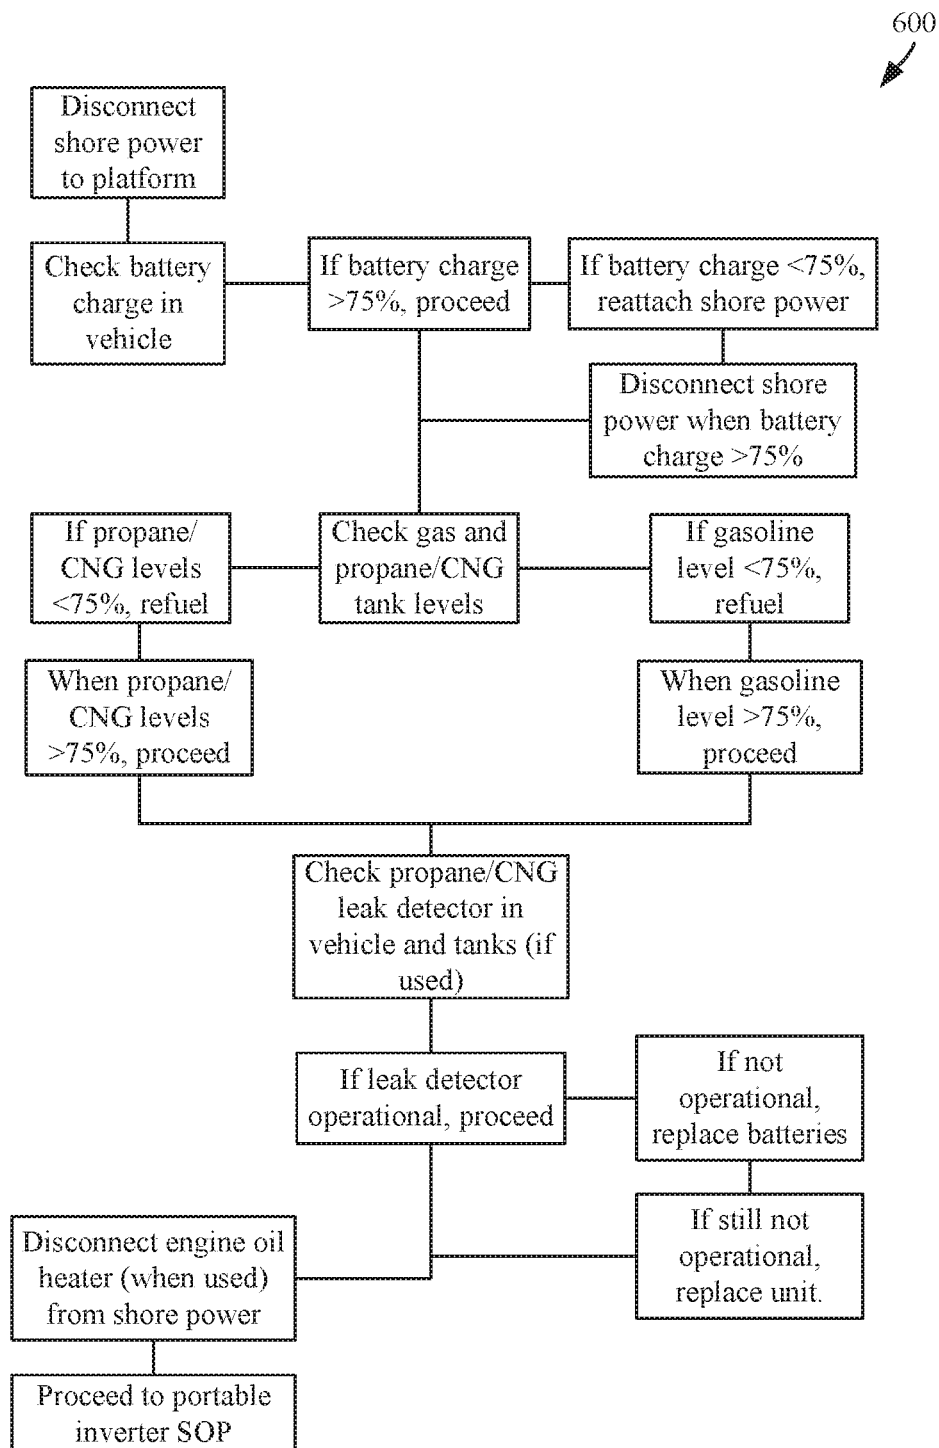 600
Disconnect
shore power
to platform
Check battery
charge in
vehicle
If battery charge
>75%, proceed
If battery charge <75%,
reattach shore power
Disconnect shore
power when battery
charge >75%
If propane/
CNG levels
<75%, refuel
Check gas and
propane/CNG
tank levels
If gasoline
level <75%,
refuel
When propane/
CNG levels
>75%, proceed
When gasoline
level >75%,
proceed
Check propane/CNG
leak detector in
vehicle and tanks (if
used)
If leak detector
operational, proceed
If not
operational,
replace batteries
If still not
operational,
replace unit.
Disconnect engine oil
heater (when used)
from shore power
Proceed to portable
inverter SOP